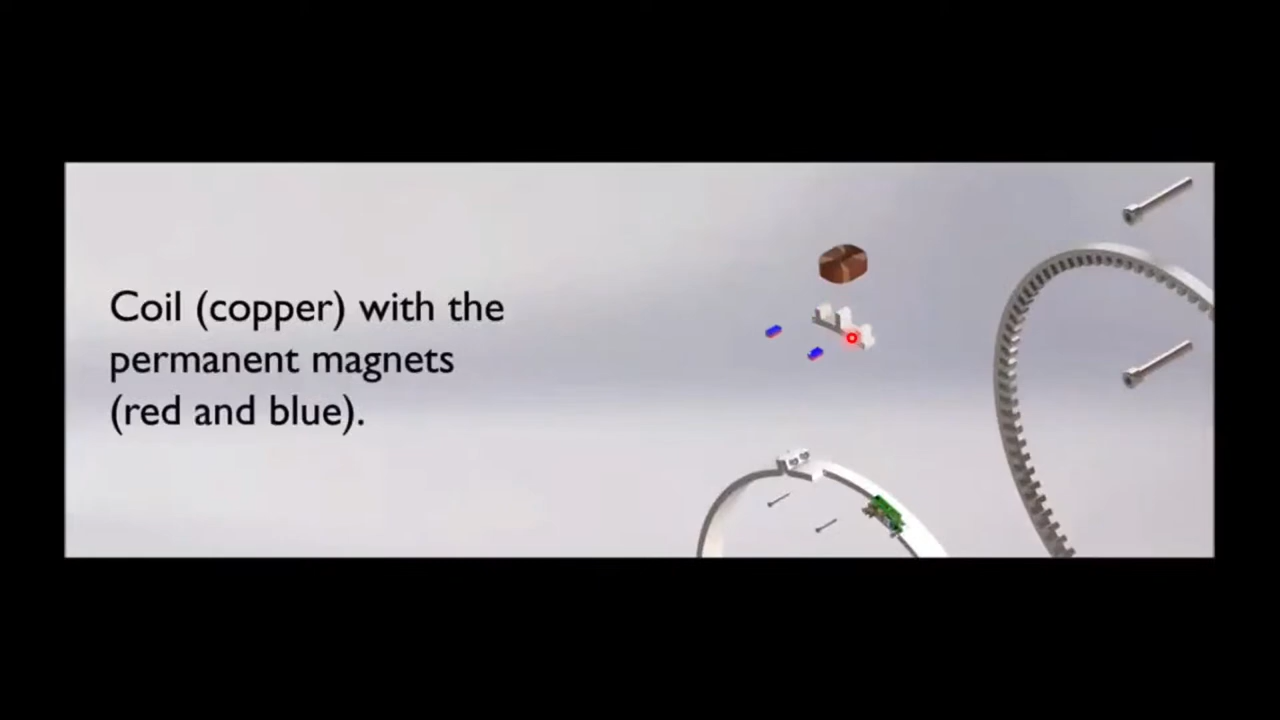 Coil (copper) with the
permanent magnets
(red and blue).